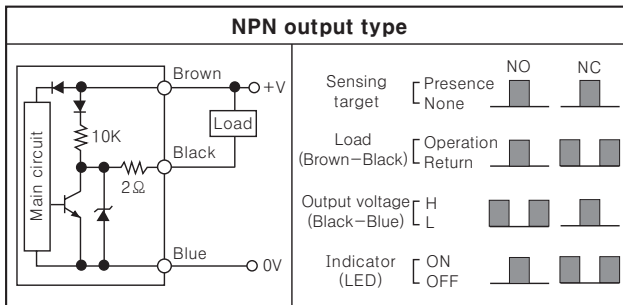 NPN output type
Brown
+V
Load
10K
Black
2Ω
Main circuit
Blue
0V
NO NC
Sensing target Presence None
Load (Brown-Black) Operation Return
Output voltage (Black-Blue) H L
Indicator (LED) ON OFF